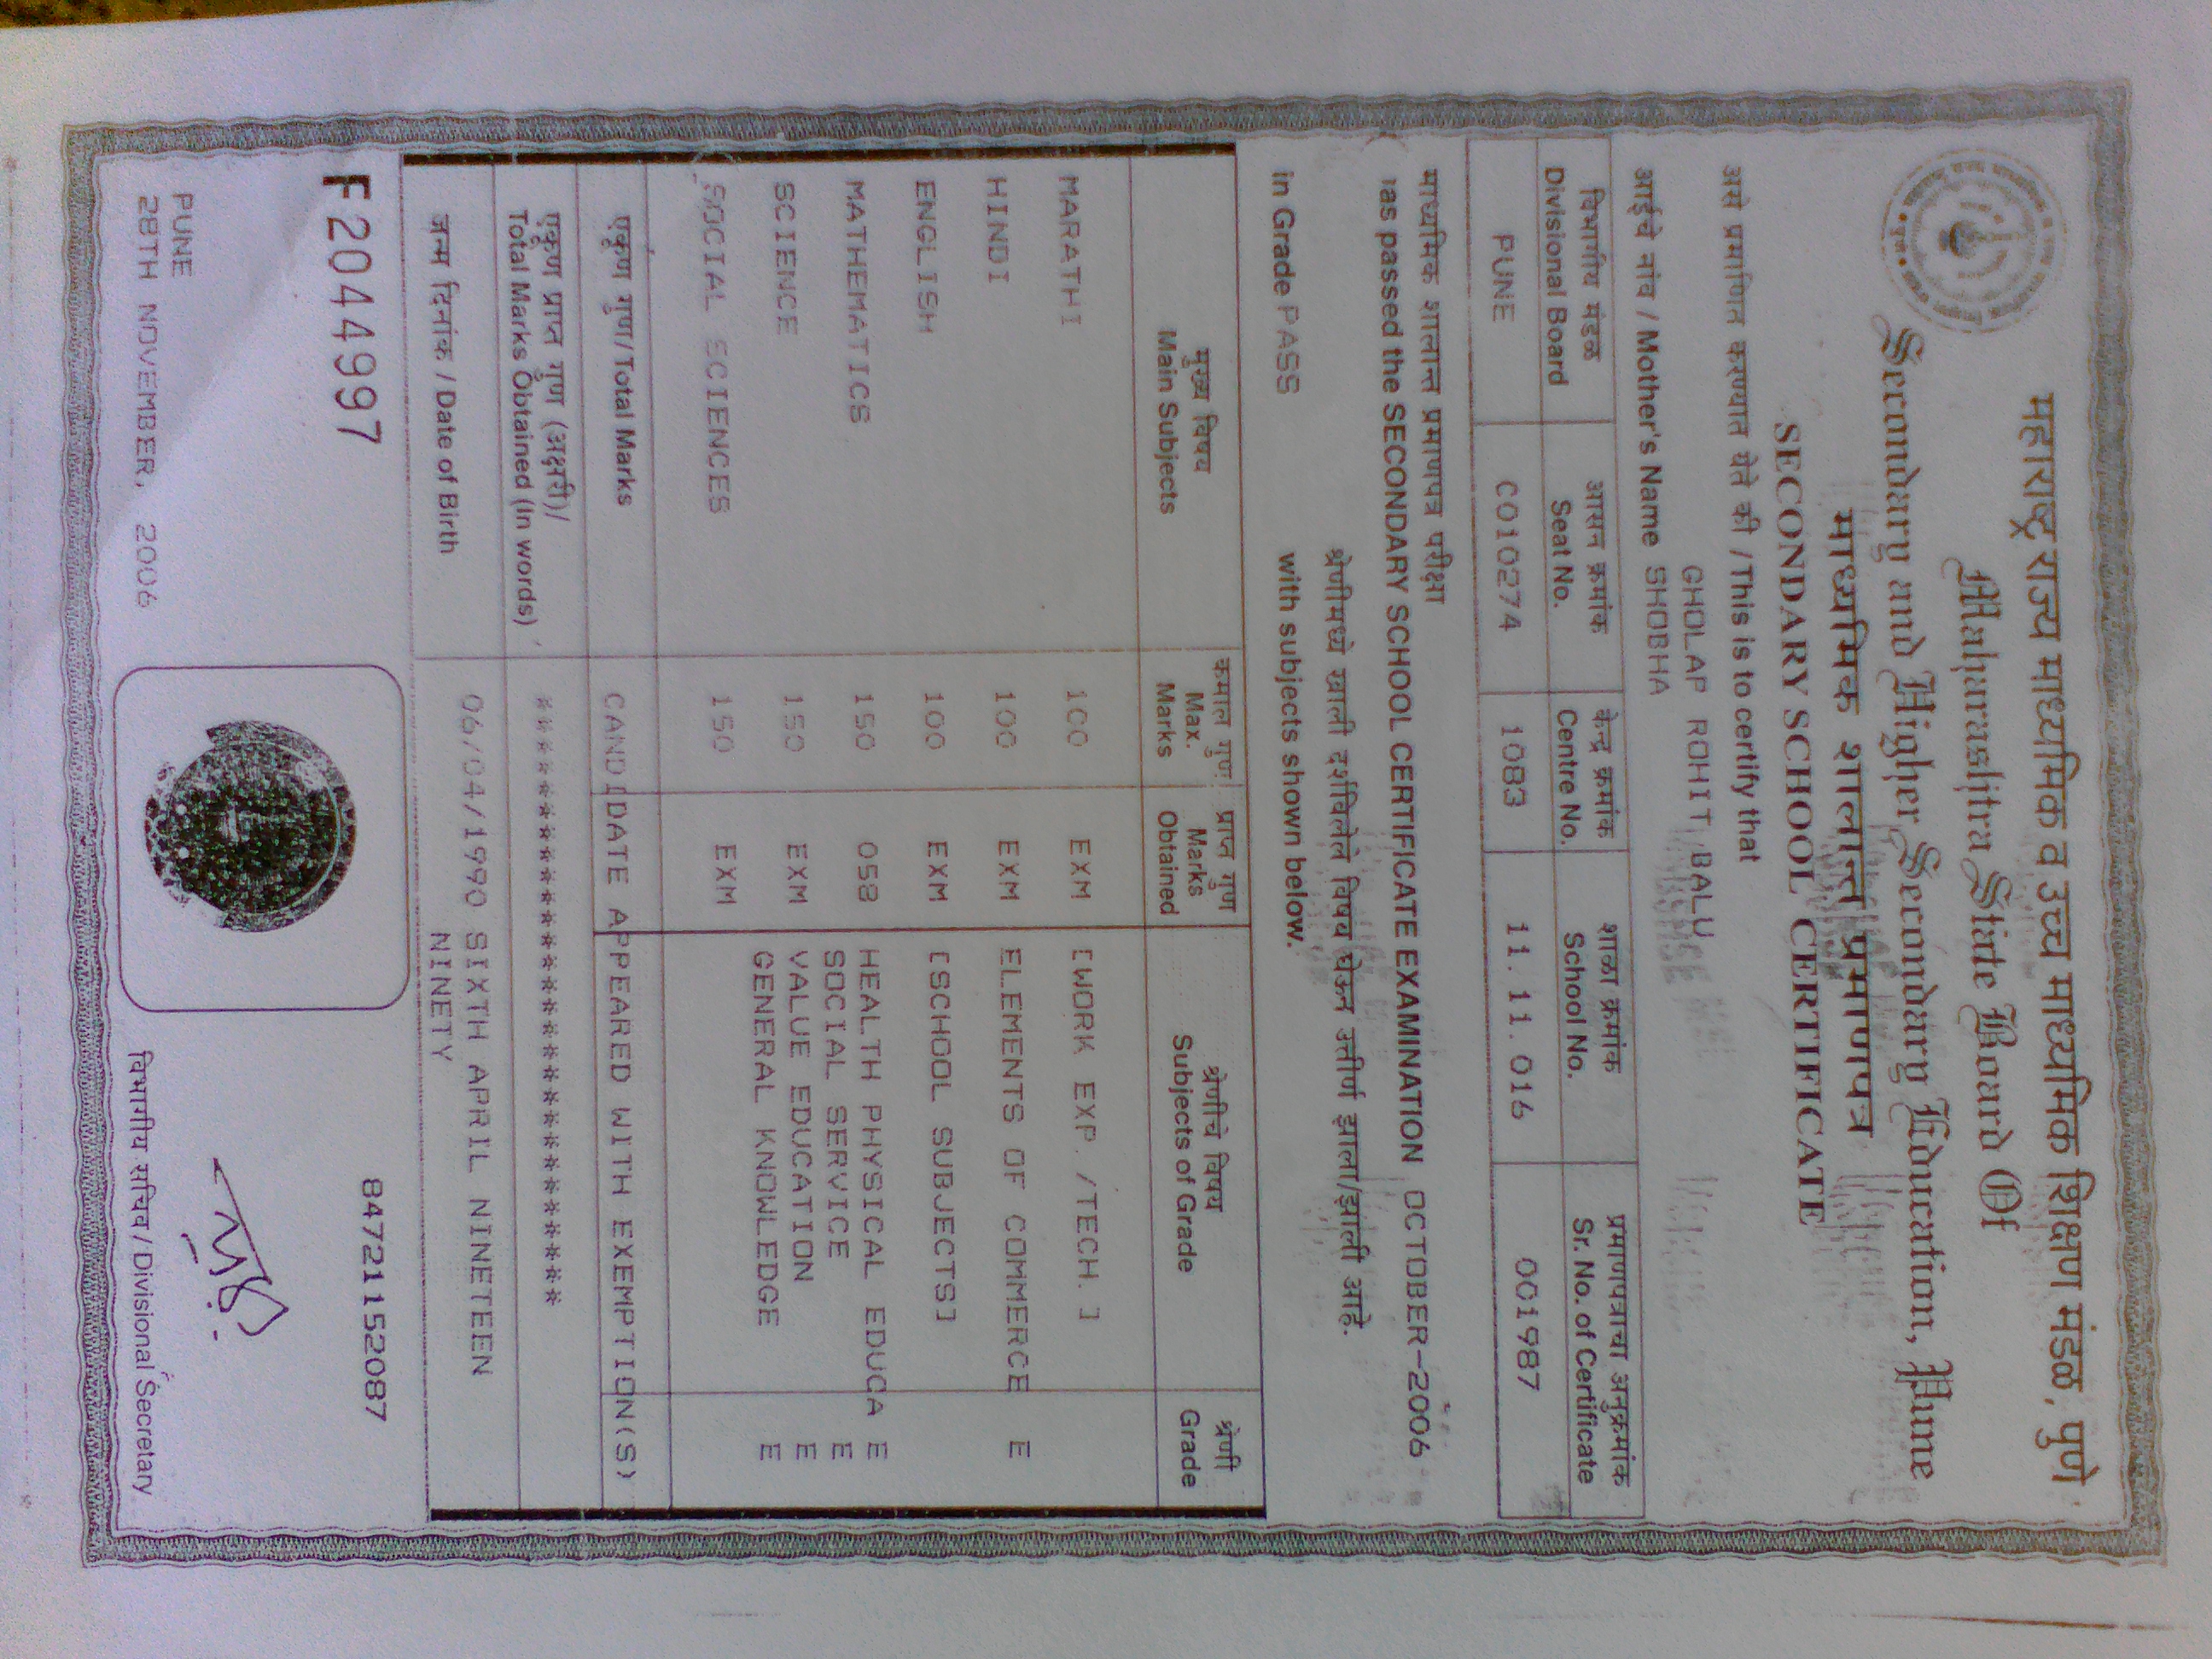 महाराष्ट्र राज्य माध्यमिक व उच्च माध्यमिक शिक्षण मंडळ, पुणे
Maharashtra State Board Of
Secondary and Higher Secondary Education, Pune
माध्यमिक शालान्त प्रमाणपत्र
SECONDARY SCHOOL CERTIFICATE
असे प्रमाणित करण्यात येते की / This is to certify that
GHOLAP ROHIT BALU
आईचे नांव / Mother's Name SHOBHA
विभागीय मंडळ आसन क्रमांक केन्द्र क्रमांक शाळा क्रमांक प्रमाणपत्राचा अनुक्रमांक
Divisional Board Seat No. Centre No. School No. Sr. No. of Certificate
PUNE C010274 1083 11.11.016 001987
माध्यमिक शालान्त प्रमाणपत्र परीक्षा
has passed the SECONDARY SCHOOL CERTIFICATE EXAMINATION OCTOBER-2006
श्रेणीमध्ये खाली दर्शविलेले विषय घेऊन उत्तीर्ण झाला/झाली आहे.
in Grade PASS with subjects shown below.
मुख्य विषय कमाल गुण प्राप्त गुण श्रेणीचे विषय श्रेणी
Main Subjects Max. Marks Marks Obtained Subjects of Grade Grade
MARATHI 100 EXM [WORK EXP./TECH. ]
HINDI 100 EXM ELEMENTS OF COMMERCE E
ENGLISH 100 EXM [SCHOOL SUBJECTS]
MATHEMATICS 150 058 HEALTH PHYSICAL EDUCA E
SOCIAL SERVICE E
SCIENCE 150 EXM VALUE EDUCATION E
GENERAL KNOWLEDGE E
SOCIAL SCIENCES 150 EXM
एकूण गुण/Total Marks CANDIDATE APPEARED WITH EXEMPTION(S)
एकूण प्राप्त गुण (अक्षरी)/
Total Marks Obtained (In words) ******************************
जन्म दिनांक / Date of Birth 06/04/1990 SIXTH APRIL NINETEEN
NINETY
F204997
84721152087
PUNE
28TH NOVEMBER, 2006
विभागीय सचिव / Divisional Secretary